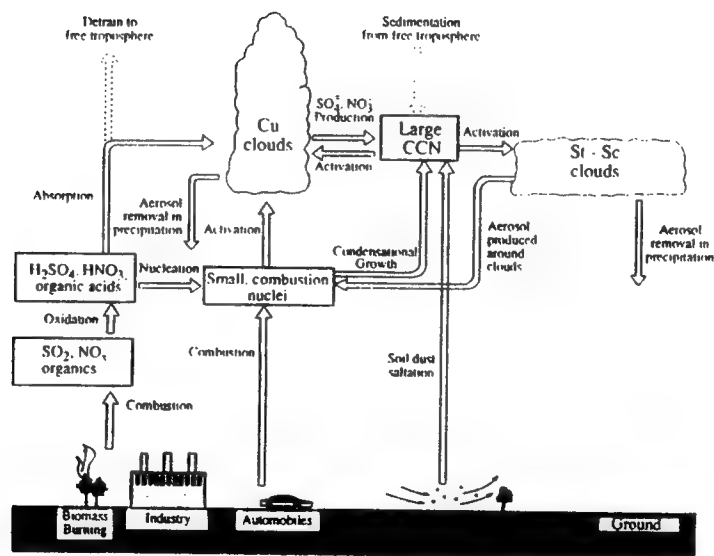 Detrain to
free troposphere
Sedimentation
from free troposphere
Cu
clouds
SO₄⁼, NO₃⁻
Production
Large
CCN
Activation
Activation
St - Sc
clouds
Absorption
Aerosol
removal in
precipitation
Activation
Condensational
Growth
Aerosol
produced
around
clouds
Aerosol
removal in
precipitation
H₂SO₄, HNO₃,
organic acids
Nucleation
Small, combustion
nuclei
Oxidation
SO₂, NOₓ
organics
Combustion
Soil dust
saltation
Combustion
Biomass
Burning
Industry
Automobiles
Ground